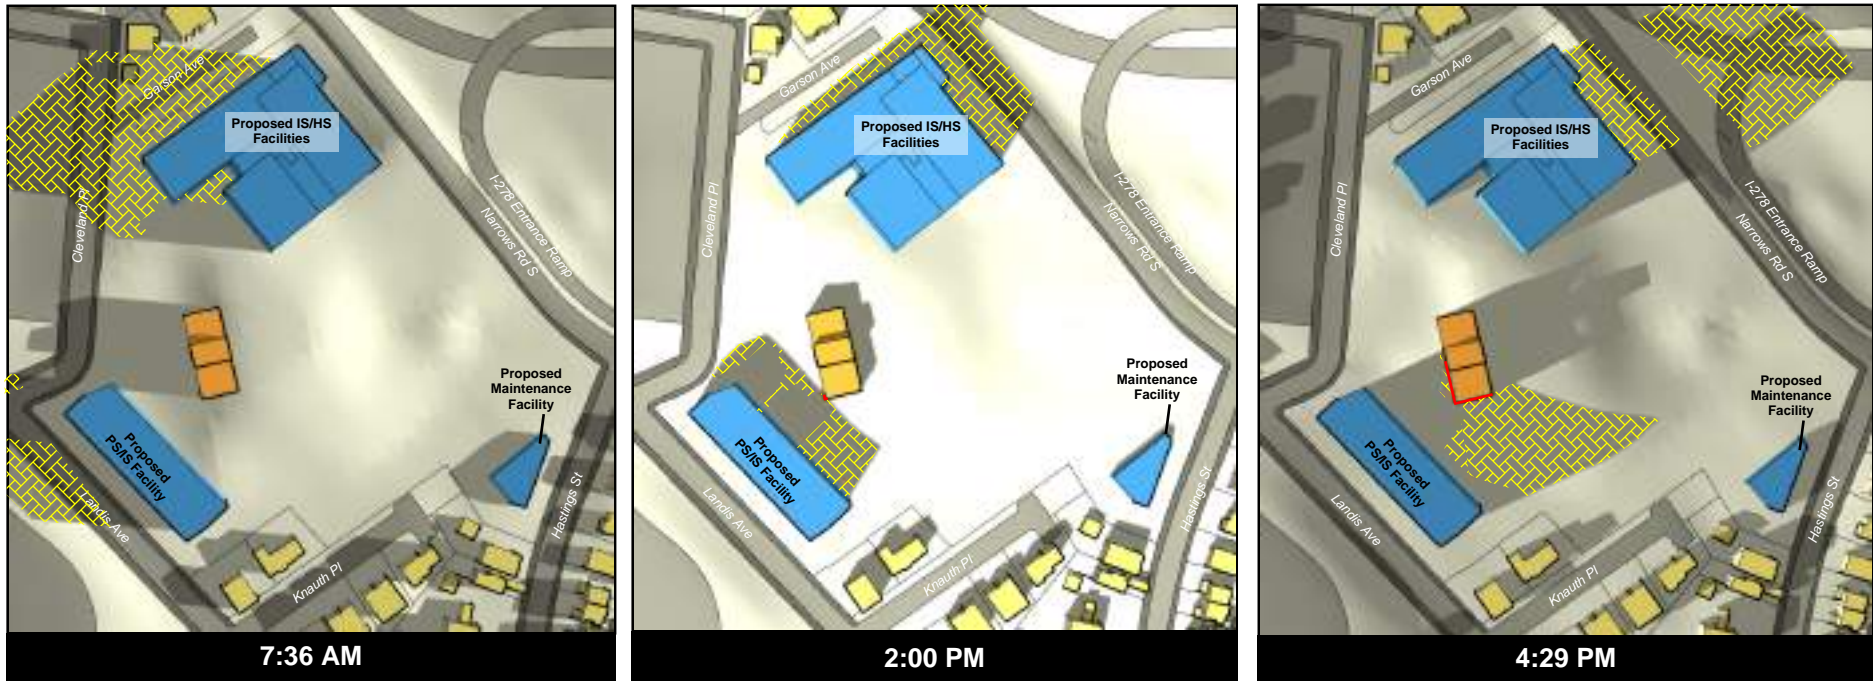 Garson Ave
Proposed IS/HS
Facilities
Cleveland Pl
I-278 Entrance Ramp
Narrows Rd S
Proposed
Maintenance
Facility
Proposed
PS/IS Facility
Landis Ave
Hastings St
Knauth Pl
7:36 AM
Garson Ave
Proposed IS/HS
Facilities
Cleveland Pl
I-278 Entrance Ramp
Narrows Rd S
Proposed
Maintenance
Facility
Proposed
PS/IS Facility
Landis Ave
Hastings St
Knauth Pl
2:00 PM
Garson Ave
Proposed IS/HS
Facilities
Cleveland Pl
I-278 Entrance Ramp
Narrows Rd S
Proposed
Maintenance
Facility
Proposed
PS/IS Facility
Landis Ave
Hastings St
Knauth Pl
4:29 PM